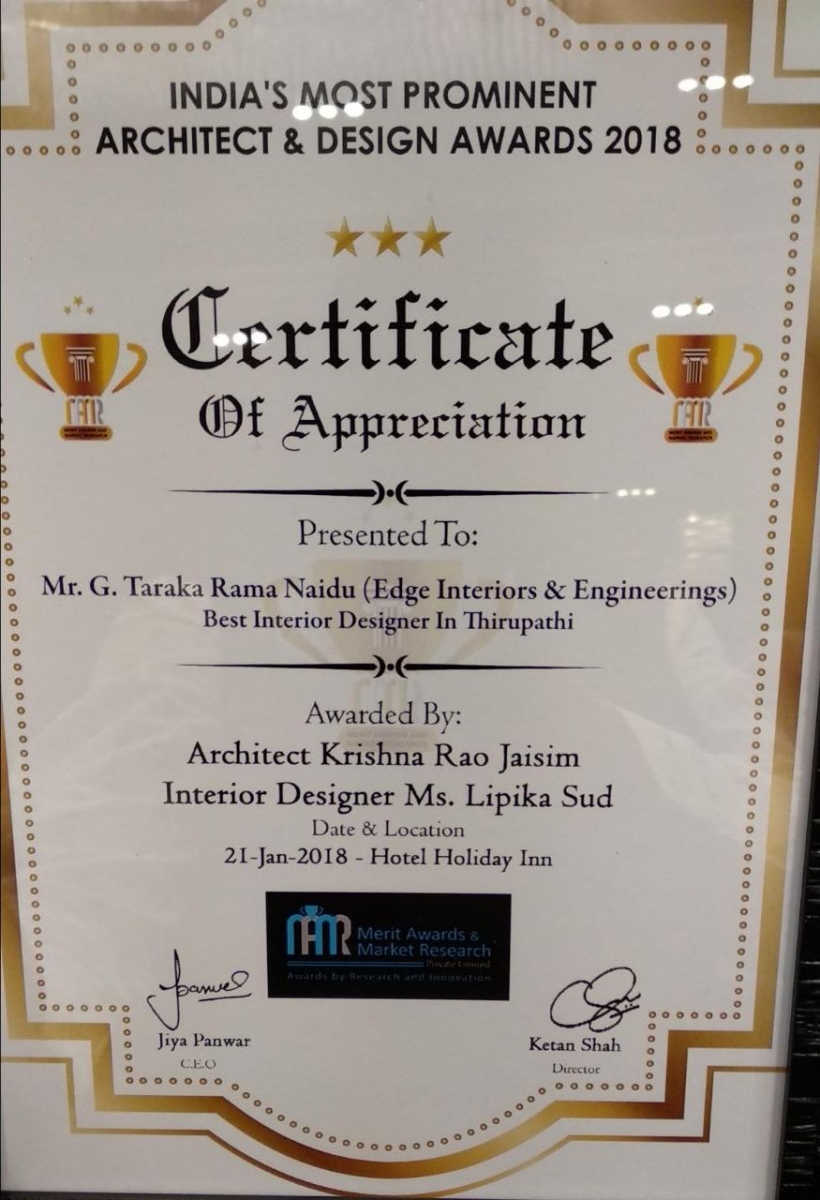 INDIA'S MOST PROMINENT
ARCHITECT & DESIGN AWARDS 2018
Certificate
Of Appreciation
Presented To:
Mr. G. Taraka Rama Naidu (Edge Interiors & Engineerings)
Best Interior Designer In Thirupathi
Awarded By:
Architect Krishna Rao Jaisim
Interior Designer Ms. Lipika Sud
Date & Location
21-Jan-2018 - Hotel Holiday Inn
MAMR Merit Awards &
Market Research
Private Limited
Awards by Research and Innovation
Jiya Panwar
C.E.O
Ketan Shah
Director